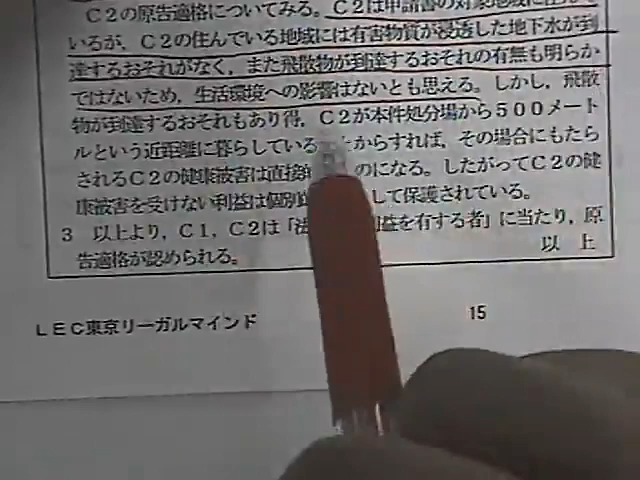 C2の原告適格についてみる。C2は申請書の対象地域に住んで
いるが，C2の住んでいる地域には有害物質が浸透した地下水が到
達するおそれがなく，また飛散物が到達するおそれの有無も明らか
ではないため，生活環境への影響はないとも思える。しかし，飛散
物が到達するおそれもあり得，C2が本件処分場から500メート
ルという近距離に暮らしている からすれば，その場合にもたら
されるC2の健康被害は直接 のになる。したがってC2の健
康被害を受けない利益は個別 して保護されている。
3 以上より，C1，C2は「法 利益を有する者」に当たり，原
告適格が認められる。
以 上
LEC東京リーガルマインド
15